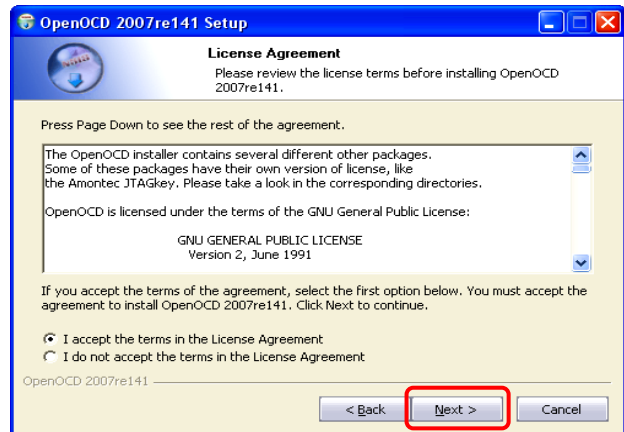 OpenOCD 2007re141 Setup
License Agreement
Please review the license terms before installing OpenOCD
2007re141.
Press Page Down to see the rest of the agreement.
The OpenOCD installer contains several different other packages.
Some of these packages have their own version of license, like
the Amontec JTAGkey. Please take a look in the corresponding directories.
OpenOCD is licensed under the terms of the GNU General Public License:
GNU GENERAL PUBLIC LICENSE
Version 2, June 1991
If you accept the terms of the agreement, select the first option below. You must accept the
agreement to install OpenOCD 2007re141. Click Next to continue.
I accept the terms in the License Agreement
I do not accept the terms in the License Agreement
OpenOCD 2007re141
< Back Next > Cancel